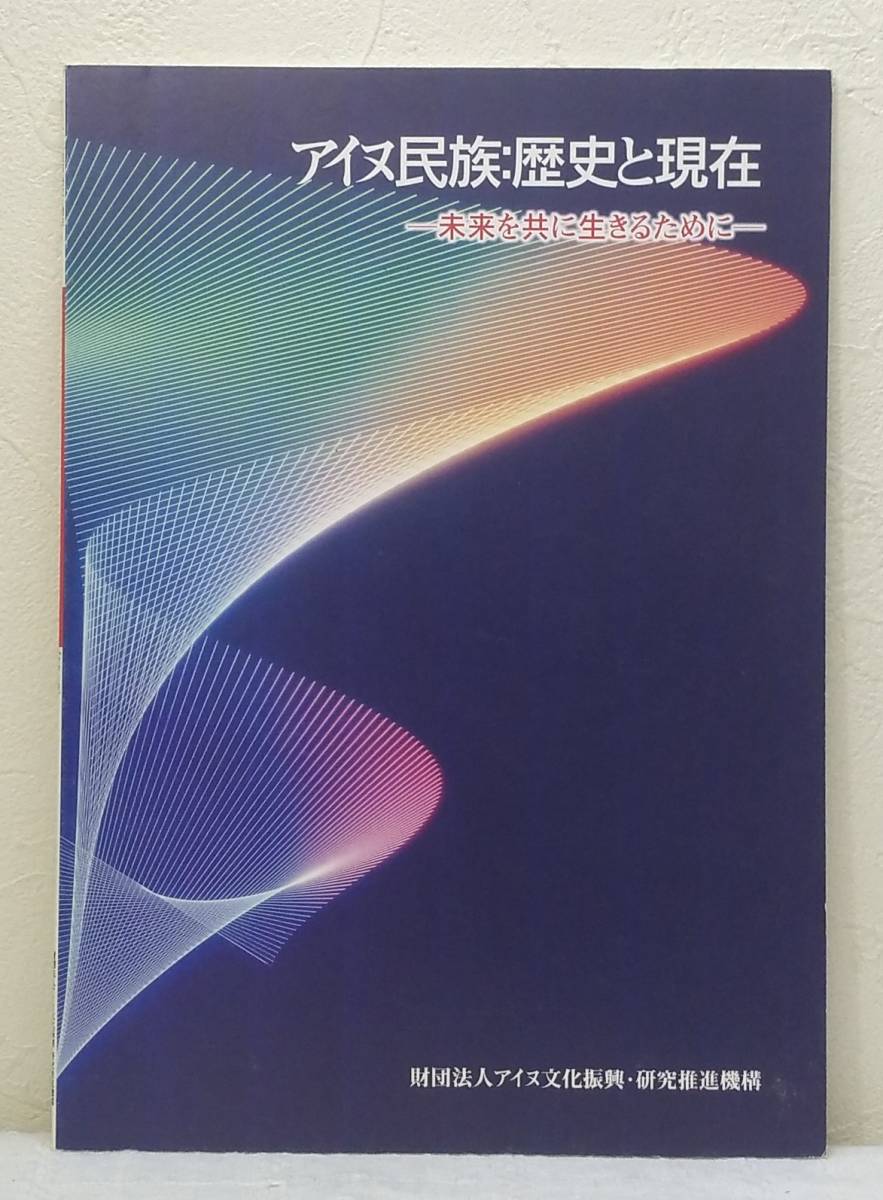 アイヌ民族:歴史と現在
―未来を共に生きるために―
財団法人アイヌ文化振興・研究推進機構